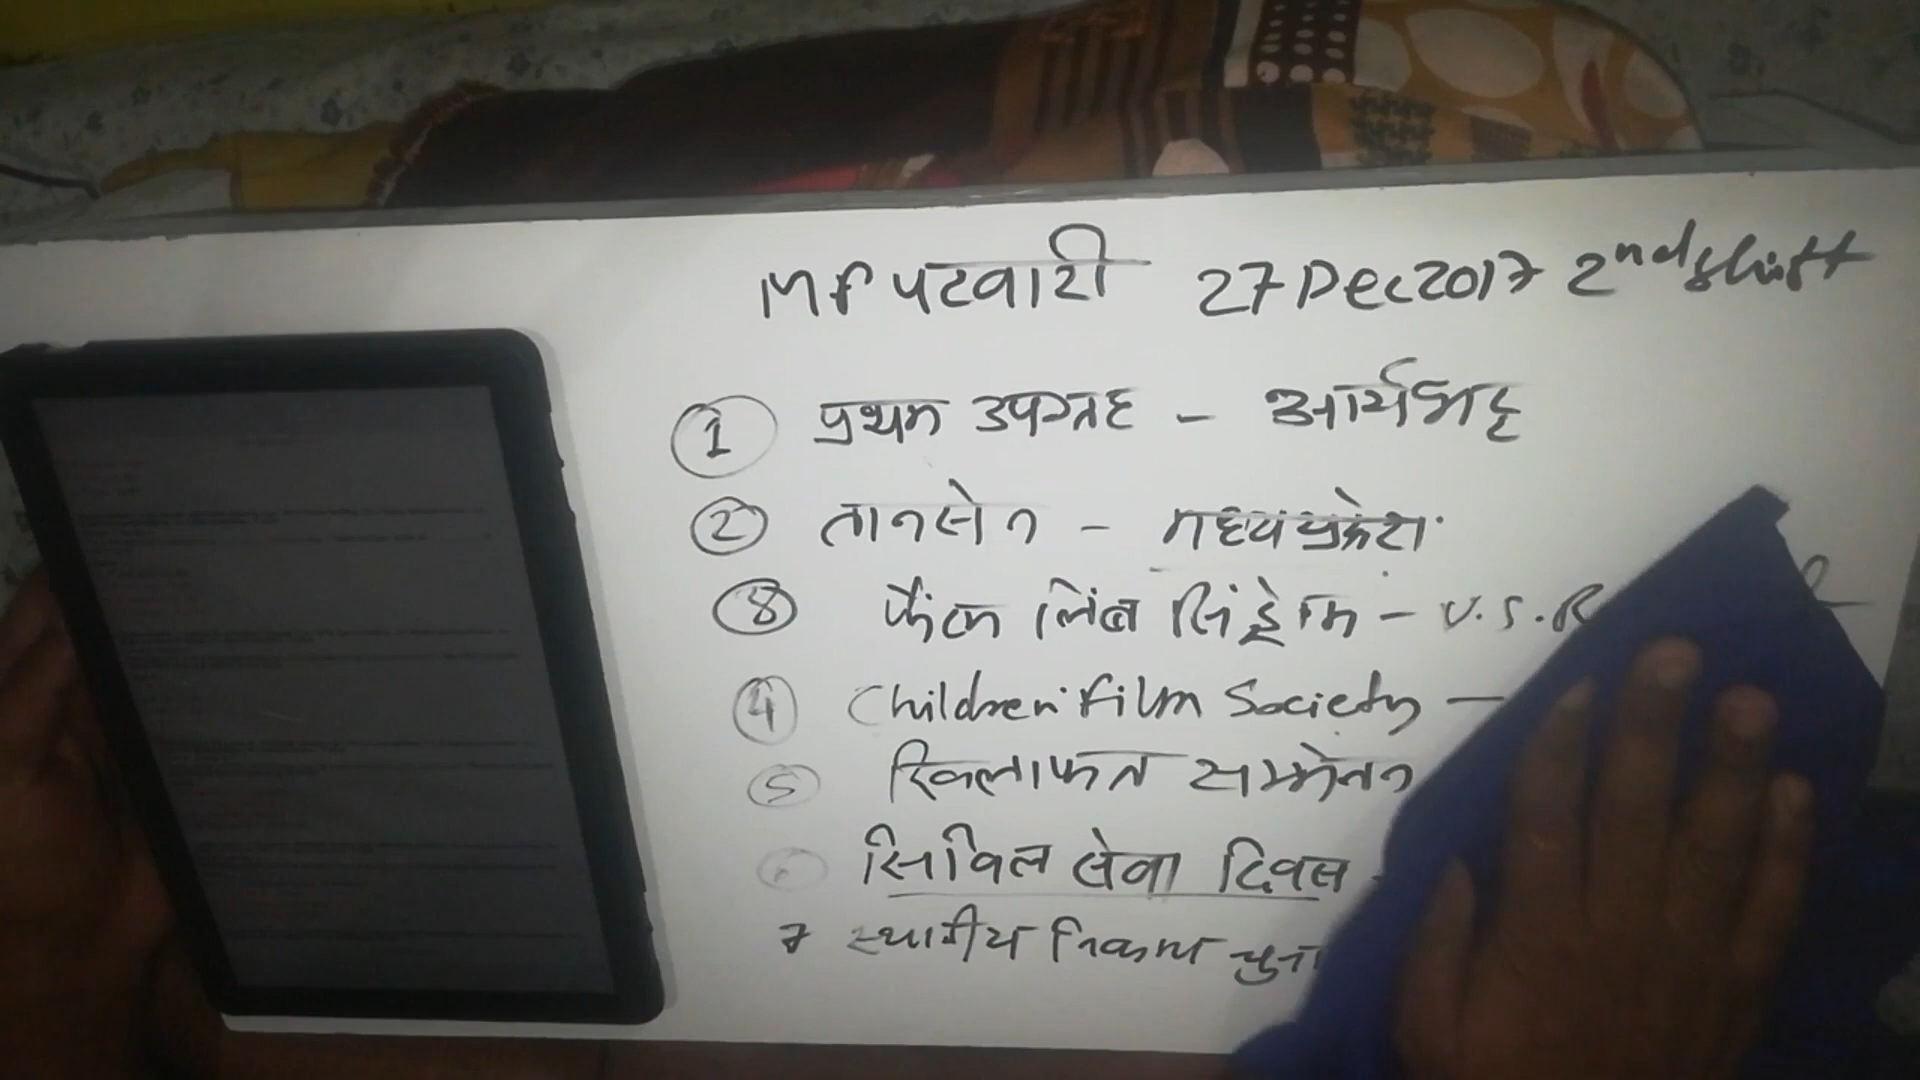 MP पटवारी 27 Dec 2017 2nd shift
1 प्रथम उपग्रह - आर्यभट्ट
2 तानसेन - मध्यप्रदेश
3 लिंब सिंड्रोम - U.S.R
4 Children Film Society -
5 खिलाफत सम्मेलन
सिविल सेवा दिवस -
7 स्थानीय निकाय